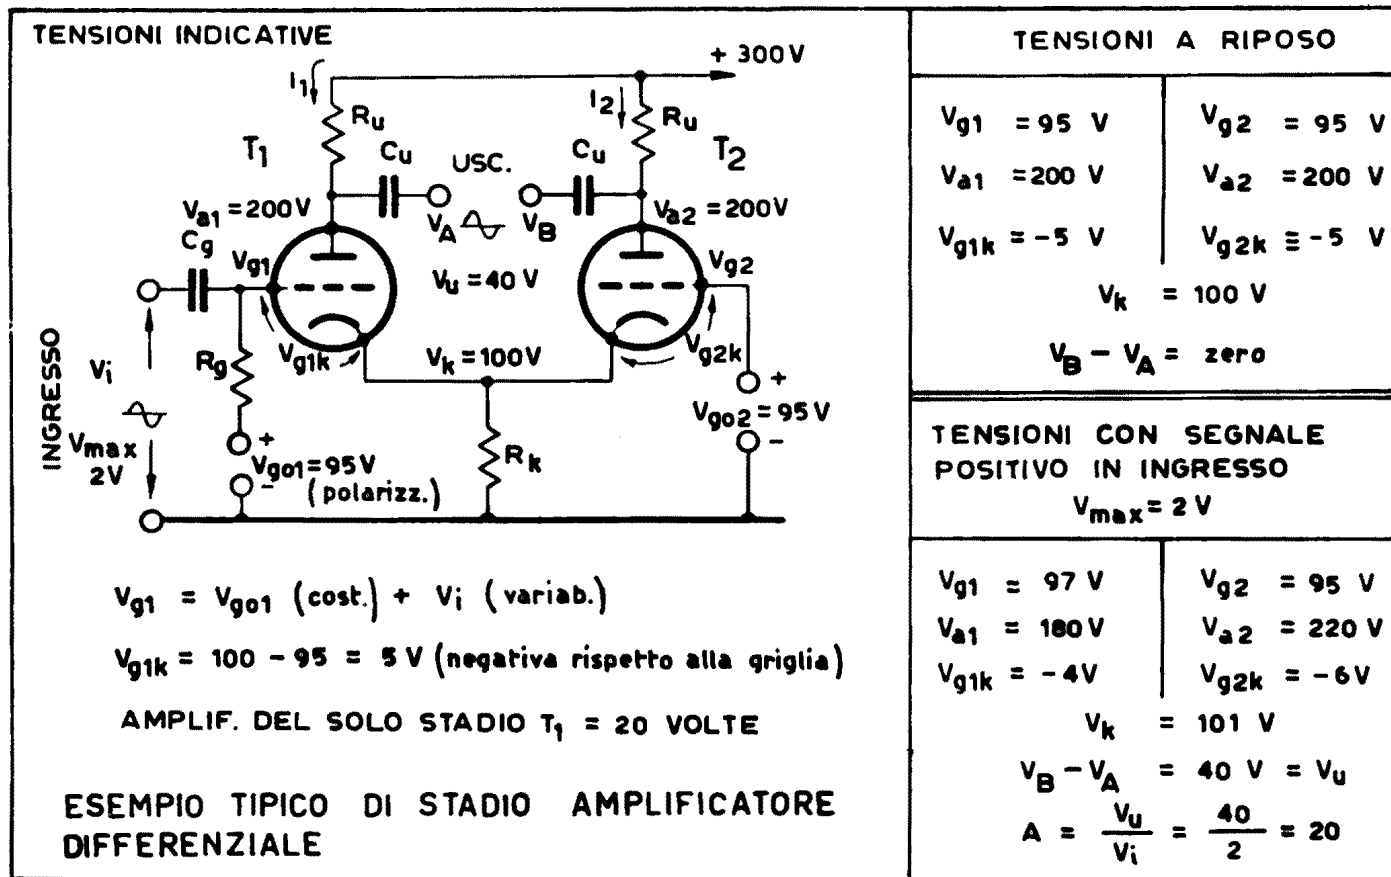 TENSIONI INDICATIVE
+ 300 V
I1
I2
Ru
Ru
T1
Cu
USC.
Cu
T2
Va1 = 200 V
VA
VB
Va2 = 200 V
Cg
Vg1
Vu = 40 V
Vg2
INGRESSO
Vi
Rg
Vg1k
Vk = 100 V
Vg2k
+
Vgo2 = 95 V
-
Vmax
2V
+
Vgo1 = 95 V
-
(polarizz.)
Rk
Vg1 = Vgo1 (cost.) + Vi (variab.)
Vg1k = 100 - 95 = 5 V (negativa rispetto alla griglia)
AMPLIF. DEL SOLO STADIO T1 = 20 VOLTE
ESEMPIO TIPICO DI STADIO AMPLIFICATORE
DIFFERENZIALE
TENSIONI A RIPOSO
Vg1 = 95 V
Vg2 = 95 V
Va1 = 200 V
Va2 = 200 V
Vg1k = -5 V
Vg2k = -5 V
Vk = 100 V
VB - VA = zero
TENSIONI CON SEGNALE
POSITIVO IN INGRESSO
Vmax = 2 V
Vg1 = 97 V
Vg2 = 95 V
Va1 = 180 V
Va2 = 220 V
Vg1k = -4V
Vg2k = -6V
Vk = 101 V
VB - VA = 40 V = Vu
A = Vu / Vi = 40 / 2 = 20